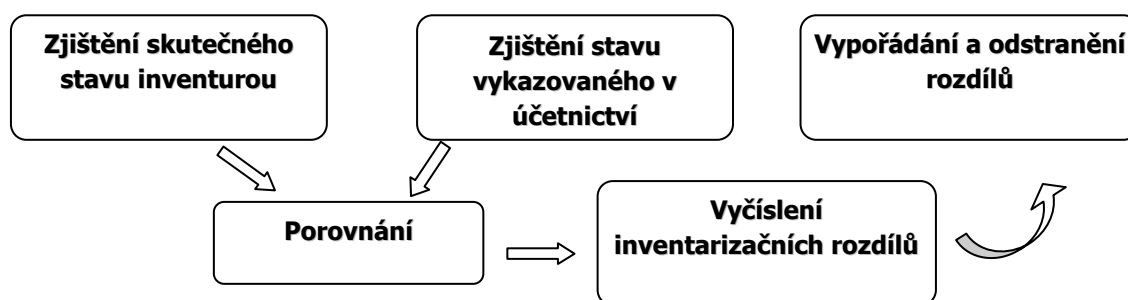 Zjištění skutečného
stavu inventurou
Zjištění stavu
vykazovaného v
účetnictví
Vypořádání a odstranění
rozdílů
Porovnání
Vyčíslení
inventarizačních rozdílů